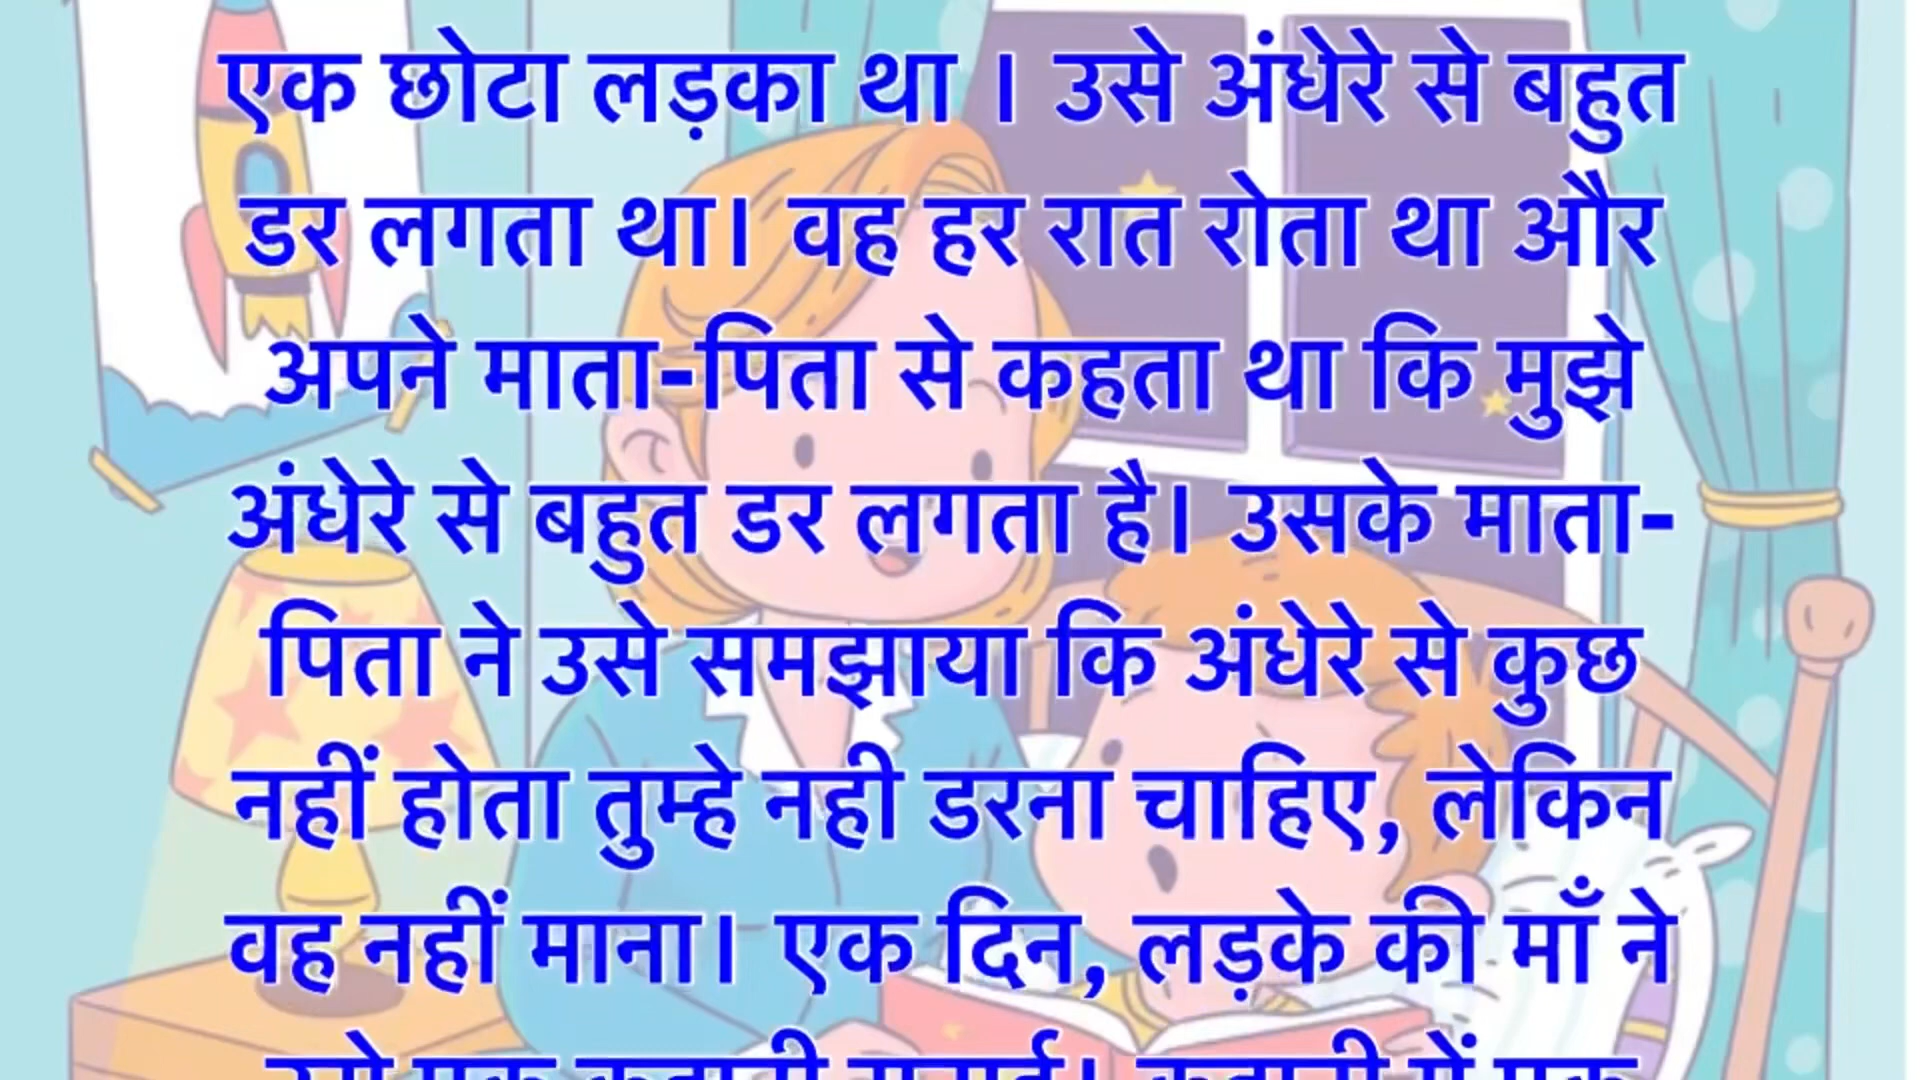 एक छोटा लड़का था । उसे अंधेरे से बहुत
डर लगता था। वह हर रात रोता था और
अपने माता- पिता से कहता था कि मुझे
अंधेरे से बहुत डर लगता है। उसके माता-
पिता ने उसे समझाया कि अंधेरे से कुछ
नहीं होता तुम्हे नही डरना चाहिए, लेकिन
वह नहीं माना। एक दिन, लड़के की माँ ने